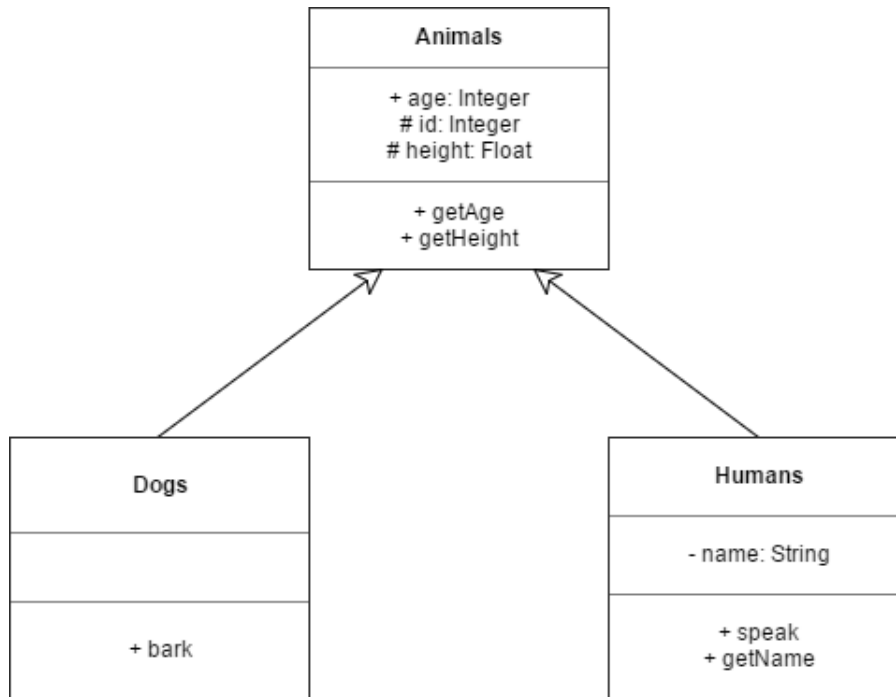 Animals
+ age: Integer
# id: Integer
# height: Float
+ getAge
+ getHeight
Dogs
+ bark
Humans
- name: String
+ speak
+ getName